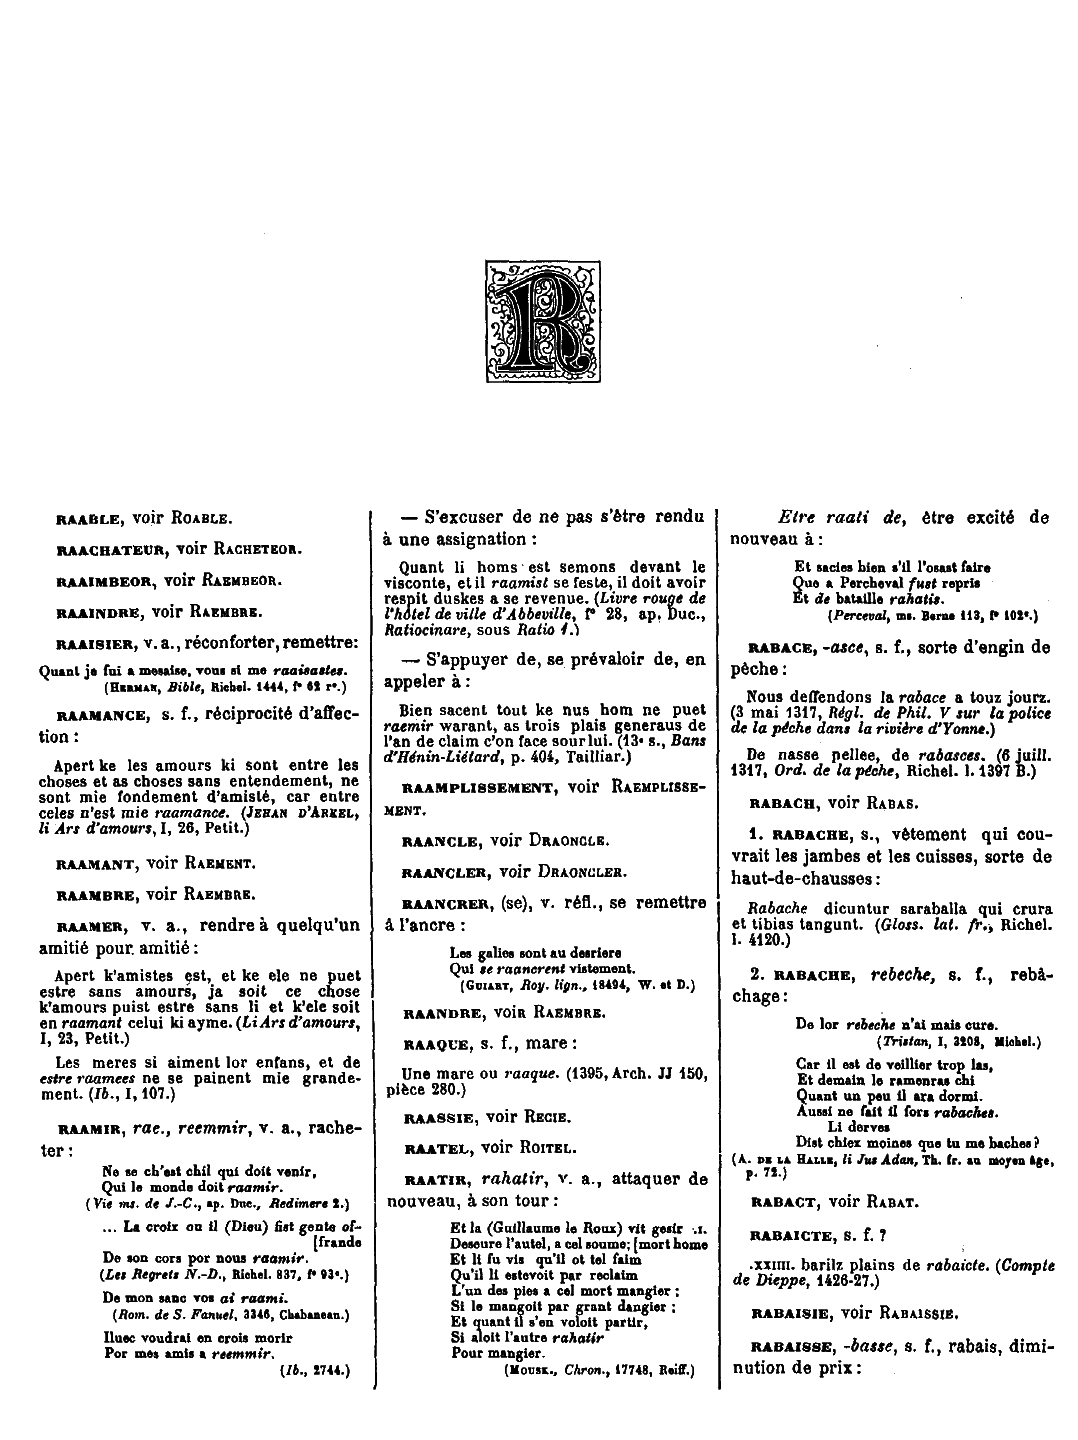 R
RAABLE, voir ROABLE.
RAACHATEUR, voir RACHETEOR.
RAAIMBEOR, voir RAEMBEOR.
RAAINDRE, voir RAEMBRE.
RAAISIER, v. a., réconforter, remettre:
Quant je fui a mesaise, vous si me raaisastes.
(HERMAN, Bible, Richel. 1444, f° 62 r°.)
RAAMANCE, s. f., réciprocité d'affec-
tion :
Apert ke les amours ki sont entre les
choses et as choses sans entendement, ne
sont mie fondement d'amisté, car entre
celes n'est mie raamance. (JEHAN D'ARKEL,
li Ars d'amours, I, 26, Petit.)
RAAMANT, voir RAEMENT.
RAAMBRE, voir RAEMBRE.
RAAMER, v. a., rendre à quelqu'un
amitié pour amitié :
Apert k'amistes est, et ke ele ne puet
estre sans amours, ja soit ce chose
k'amours puist estre sans li et k'ele soit
en raamant celui ki ayme. (Li Ars d'amours,
I, 23, Petit.)
Les meres si aiment lor enfans, et de
estre raamees ne se painent mie grande-
ment. (Ib., I, 107.)
RAAMIR, rae., reemmir, v. a., rache-
ter :
Ne se ch'est chil qui doit venir,
Qui le monde doit raamir.
(Vie ms. de J.-C., ap. Duc., Redimere 2.)
... La croix ou il (Dieu) fist gente of-
[frande
De son cors por nous raamir.
(Les Regrets N.-D., Richel. 837, f° 93°.)
De mon sanc vos ai raami.
(Rom. de S. Fanuel, 3346, Chabaneau.)
Iluec voudrai en crois morir
Por mes amis a reemmir.
(Ib., 2744.)
— S'excuser de ne pas s'être rendu
à une assignation :
Quant li homs est semons devant le
visconte, et il raamist se feste, il doit avoir
respit duskes a se revenue. (Livre rouge de
l'hôtel de ville d'Abbeville, f° 28, ap. Duc.,
Ratiocinare, sous Ratio 1.)
— S'appuyer de, se prévaloir de, en
appeler à :
Bien sacent tout ke nus hom ne puet
raemir warant, as trois plais generaus de
l'an de claim c'on face sour lui. (13e s., Bans
d'Hénin-Liétard, p. 404, Tailliar.)
RAAMPLISSEMENT, voir RAEMPLISSE-
MENT.
RAANCLE, voir DRAONCLE.
RAANCLER, voir DRAONCLER.
RAANCRER, (se), v. réfl., se remettre
à l'ancre :
Les galies sont au desriere
Qui se raancrent vistement.
(GUIART, Roy. lign., 18494, W. et D.)
RAANDRE, voir RAEMBRE.
RAAQUE, s. f., mare :
Une mare ou raaque. (1395, Arch. JJ 150,
pièce 280.)
RAASSIE, voir RECIE.
RAATEL, voir ROITEL.
RAATIR, rahatir, v. a., attaquer de
nouveau, à son tour :
Et la (Guillaume le Roux) vit gesir .I.
Deseure l'autel, a cel soume; [mort home
Et li fu vis qu'il ot tel faim
Qu'il li estevoit par reclaim
L'un des pies a cel mort mangier ;
Si le mangoit par grant dangier ;
Et quant il s'en voloit partir,
Si aloit l'autre rahatir
Pour mangier.
(MOUSK., Chron., 17748, Reiff.)
Etre raati de, être excité de
nouveau à :
Et sacies bien s'il l'osast faire
Que a Percheval fust repris
Et de bataille rahatis.
(Perceval, ms. Berne 113, f° 102°.)
RABACE, -asce, s. f., sorte d'engin de
pêche :
Nous deffendons la rabace a touz jourz.
(3 mai 1317, Régl. de Phil. V sur la police
de la pêche dans la rivière d'Yonne.)
De nasse pellee, de rabasces. (6 juill.
1317, Ord. de la pêche, Richel. l. 1397 B.)
RABACH, voir RABAS.
1. RABACHE, s., vêtement qui cou-
vrait les jambes et les cuisses, sorte de
haut-de-chausses :
Rabache dicuntur saraballa qui crura
et tibias tangunt. (Gloss. lat. fr., Richel.
l. 4120.)
2. RABACHE, rebeche, s. f., rebâ-
chage :
De lor rebeche n'ai mais cure.
(Tristan, I, 3208, Michel.)
Car il est de veillier trop las,
Et demain le ramenras chi
Quant un peu il ara dormi.
Aussi ne fait il fors rabaches.
Li derves
Dist chiex moines que tu me baches ?
(A. DE LA HALLE, li Jus Adan, Th. fr. au moyen âge,
p. 72.)
RABACT, voir RABAT.
RABAICTE, s. f. ?
.XXIIII. barilz plains de rabaicte. (Compte
de Dieppe, 1426-27.)
RABAISIE, voir RABAISSIE.
RABAISSE, -basse, s. f., rabais, dimi-
nution de prix :